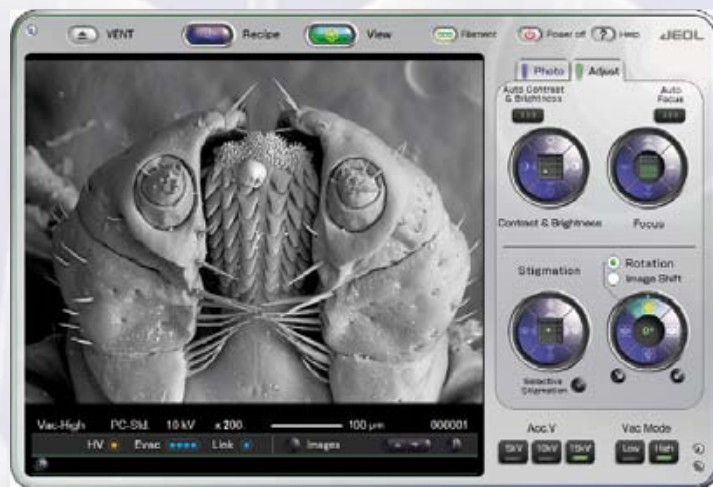 VENT Recipe View Filament Power off ? Help JEOL
Photo Adjust
Auto Contrast & Brightness
Auto Focus
Contrast & Brightness
Focus
Stigmation
Rotation
Image Shift
0°
Selective Stigmation
Vac-High PC-Std. 10 kV x 200. 100 µm 000001
HV Evac Link Images
Acc.V
Vac Mode
5kV 10kV 15kV Low High